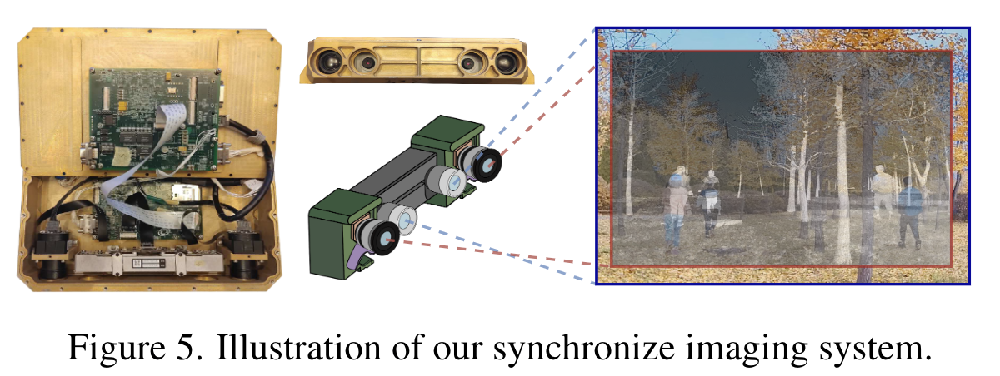 Figure 5. Illustration of our synchronize imaging system.